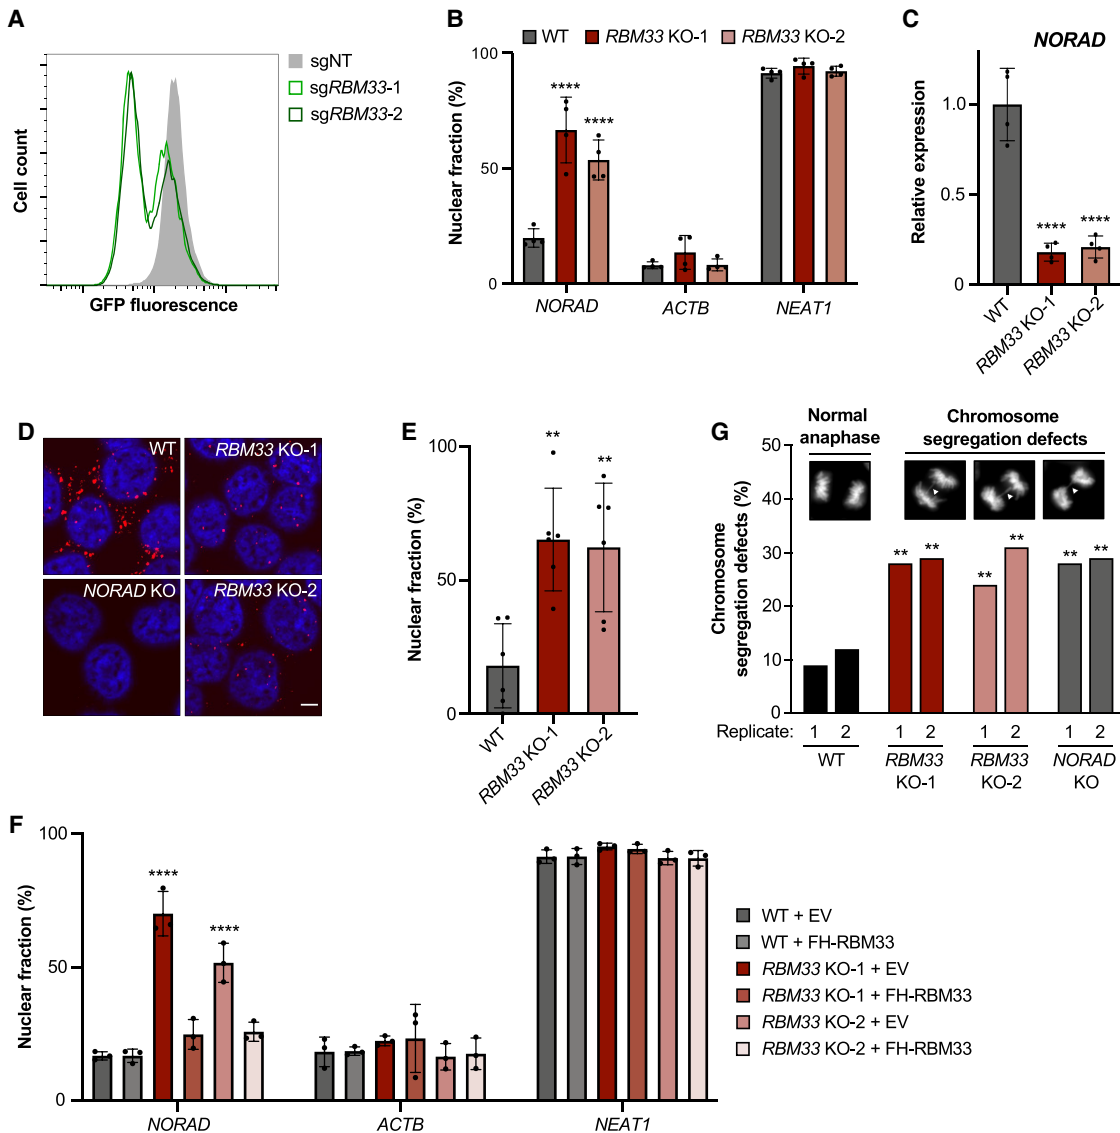 A
sgNT
sgRBM33-1
sgRBM33-2
Cell count
GFP fluorescence
B
WT RBM33 KO-1 RBM33 KO-2
Nuclear fraction (%)
100
50
0
**** ****
NORAD ACTB NEAT1
C
NORAD
Relative expression
1.0
0.5
0
**** ****
WT
RBM33 KO-1
RBM33 KO-2
D
WT
RBM33 KO-1
NORAD KO
RBM33 KO-2
E
Nuclear fraction (%)
100
50
0
** **
WT
RBM33 KO-1
RBM33 KO-2
G
Normal
anaphase
Chromosome
segregation defects
Chromosome
segregation defects (%)
50
40
30
20
10
0
** ** ** ** ** **
Replicate: 1 2 1 2 1 2 1 2
WT
RBM33
KO-1
RBM33
KO-2
NORAD
KO
F
Nuclear fraction (%)
100
50
0
**** ****
NORAD ACTB NEAT1
WT + EV
WT + FH-RBM33
RBM33 KO-1 + EV
RBM33 KO-1 + FH-RBM33
RBM33 KO-2 + EV
RBM33 KO-2 + FH-RBM33